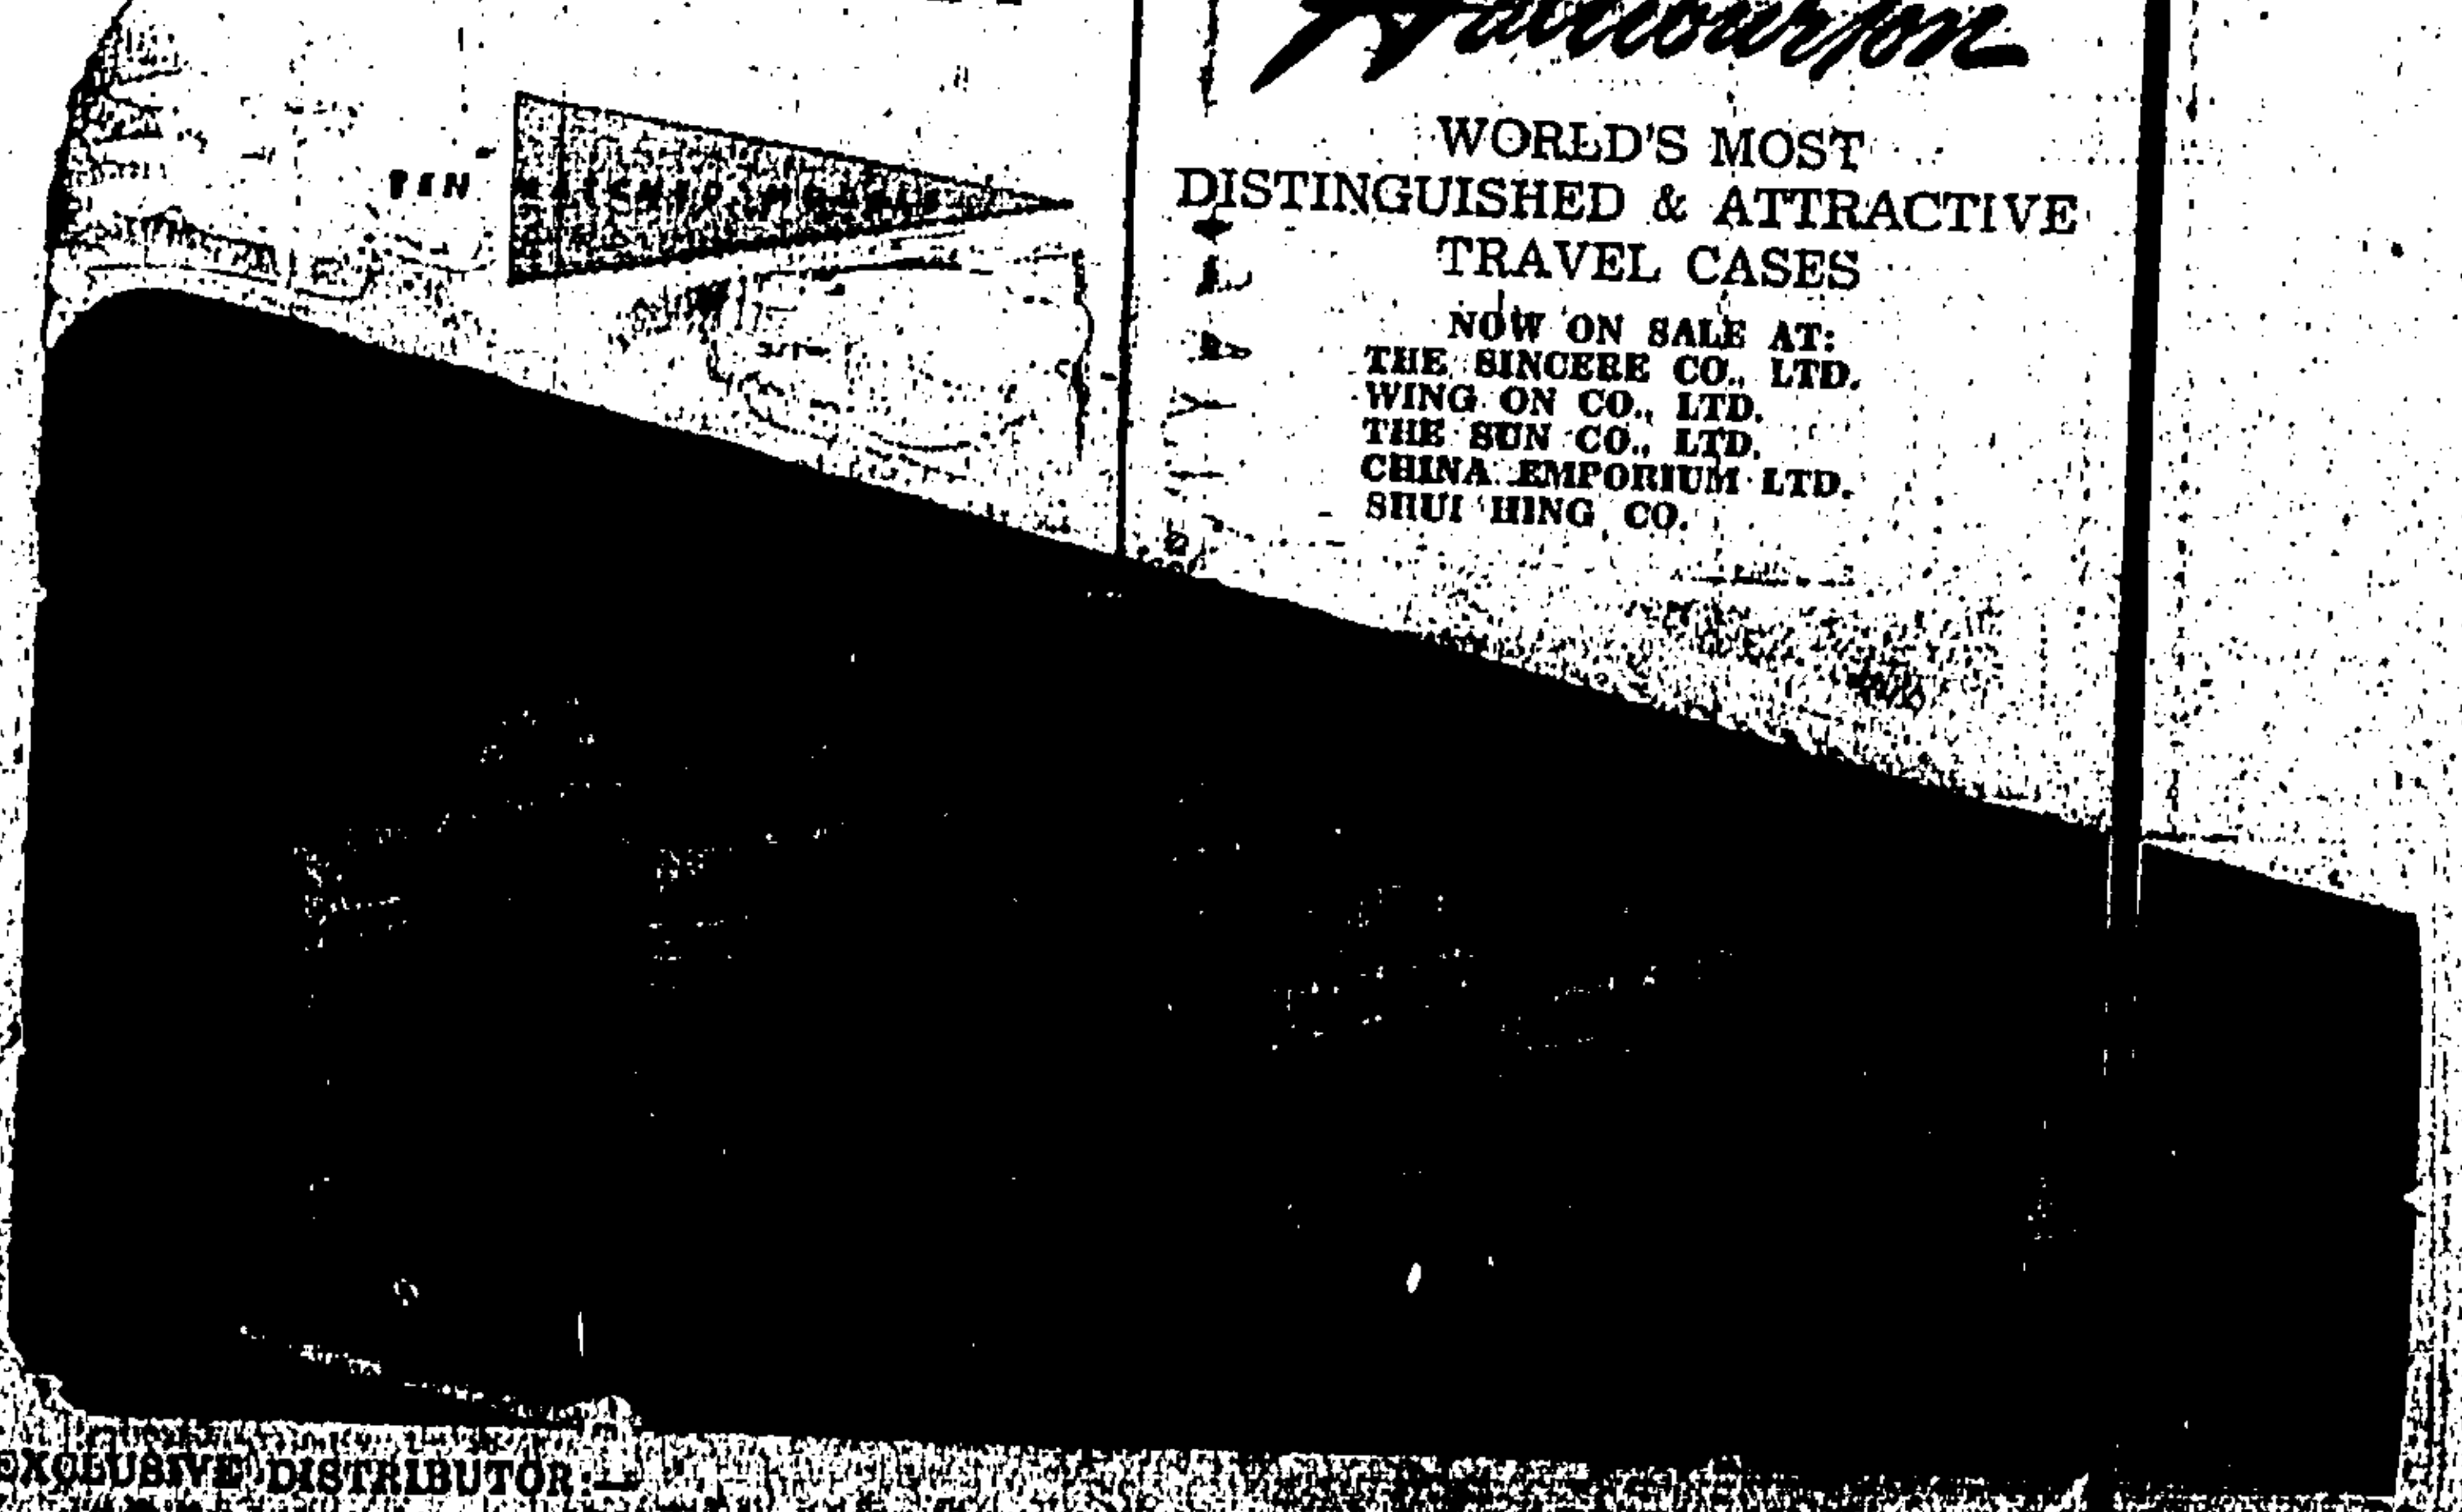 Halliburton
WORLD'S MOST
DISTINGUISHED & ATTRACTIVE
TRAVEL CASES
NOW ON SALE AT:
THE SINCERE CO., LTD.
WING ON CO., LTD.
THE SUN CO., LTD.
CHINA EMPORIUM LTD.
SHUI HING CO.
EXCLUSIVE DISTRIBUTOR —